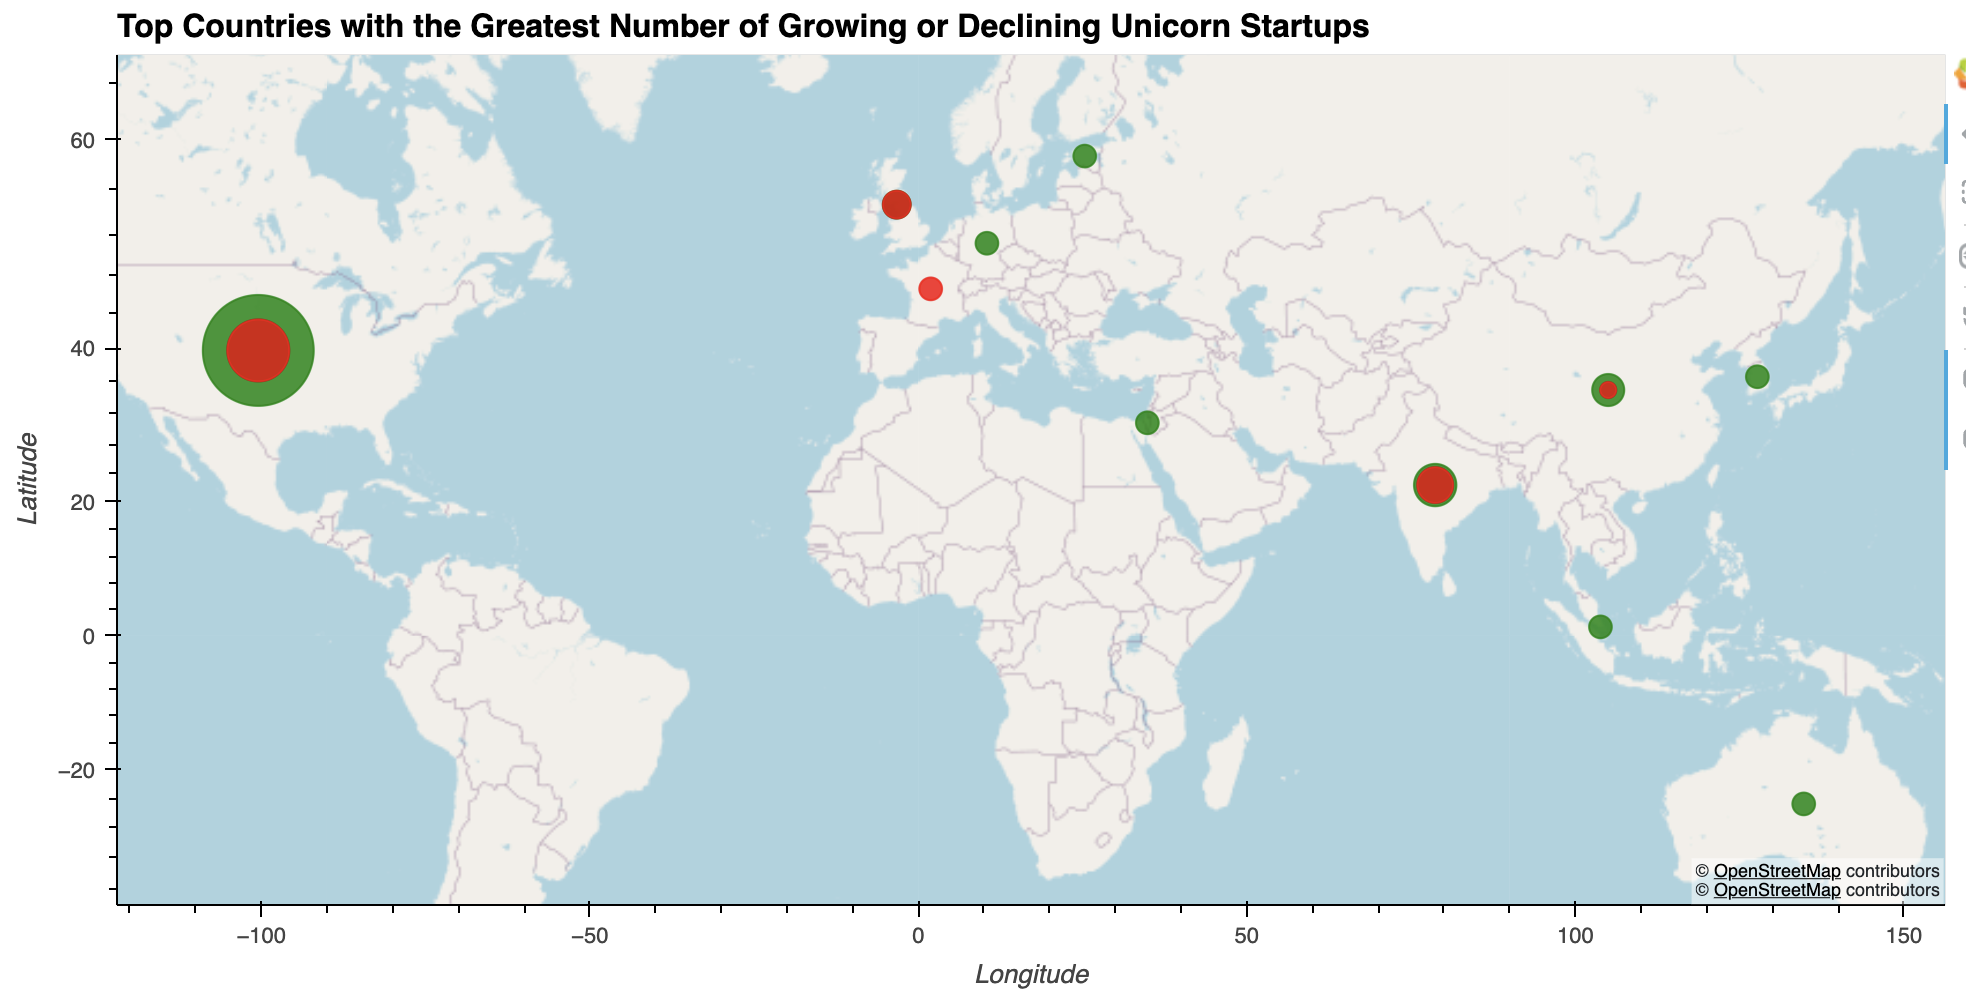 Top Countries with the Greatest Number of Growing or Declining Unicorn Startups
60
40
20
0
−20
Latitude
−100
−50
0
50
100
150
Longitude
© OpenStreetMap contributors
© OpenStreetMap contributors